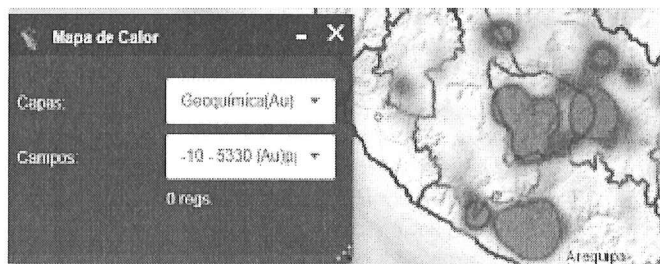 Mapa de Calor
Capas: Geoquímica(Au)
Campos: -10 - 5330 (Au)p
0 regs.
Arequipa